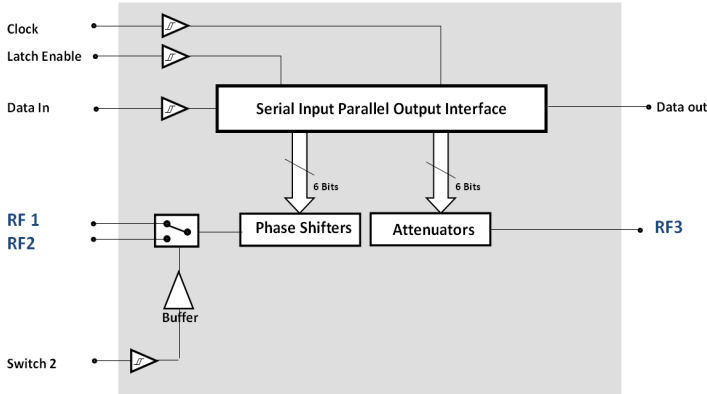 Clock
Latch Enable
Data In
Serial Input Parallel Output Interface
Data out
6 Bits
6 Bits
RF 1
RF2
Phase Shifters
Attenuators
RF3
Buffer
Switch 2